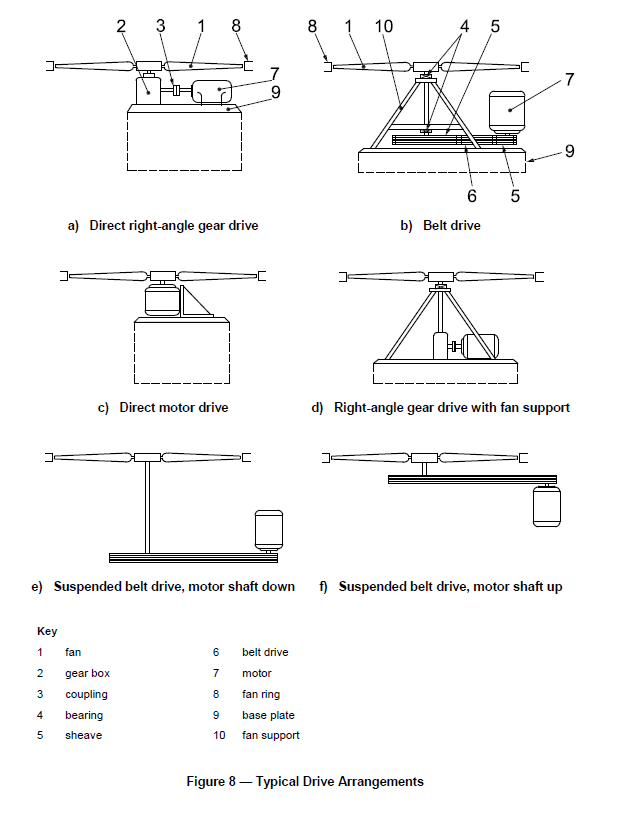 2 3 1 8
7
9
8 1 10 4 5
7
9
6 5
a) Direct right-angle gear drive
b) Belt drive
c) Direct motor drive
d) Right-angle gear drive with fan support
e) Suspended belt drive, motor shaft down
f) Suspended belt drive, motor shaft up
Key
1 fan
2 gear box
3 coupling
4 bearing
5 sheave
6 belt drive
7 motor
8 fan ring
9 base plate
10 fan support
Figure 8 — Typical Drive Arrangements